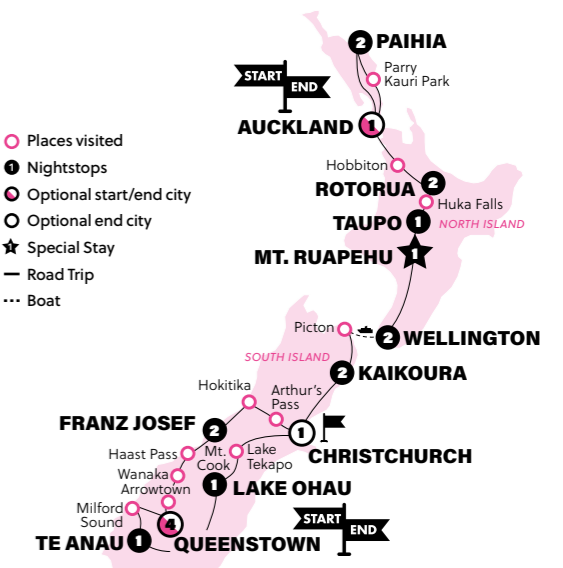 2 PAIHIA
Parry
Kauri Park
START
END
AUCKLAND 1
Hobbiton
ROTORUA 2
Huka Falls
TAUPO 1
NORTH ISLAND
MT. RUAPEHU 1
Places visited
1 Nightstops
Optional start/end city
Optional end city
1 Special Stay
Road Trip
Boat
Picton
2 WELLINGTON
SOUTH ISLAND
2 KAIKOURA
Hokitika
Arthur's
Pass
FRANZ JOSEF 2
1
CHRISTCHURCH
Haast Pass
Mt.
Cook
Lake
Tekapo
Wanaka
Arrowtown
1 LAKE OHAU
Milford
Sound
4
START
END
TE ANAU 1
QUEENSTOWN